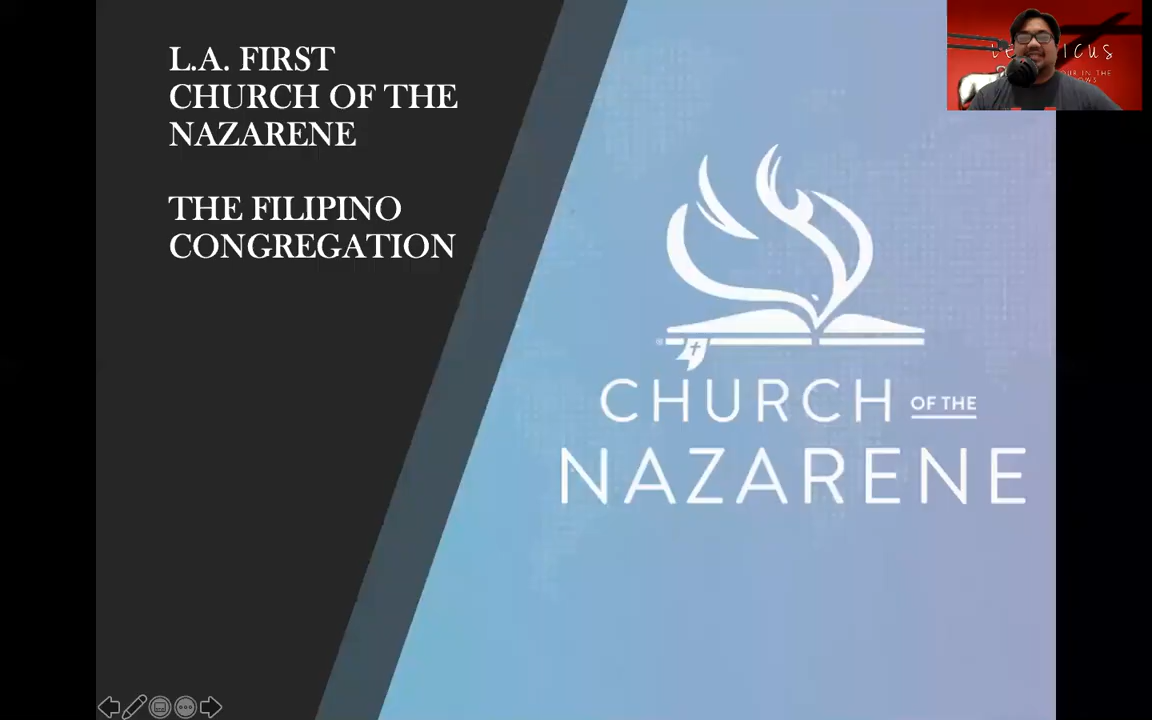 L.A. FIRST
CHURCH OF THE
NAZARENE
THE FILIPINO
CONGREGATION
CHURCH OF THE
NAZARENE